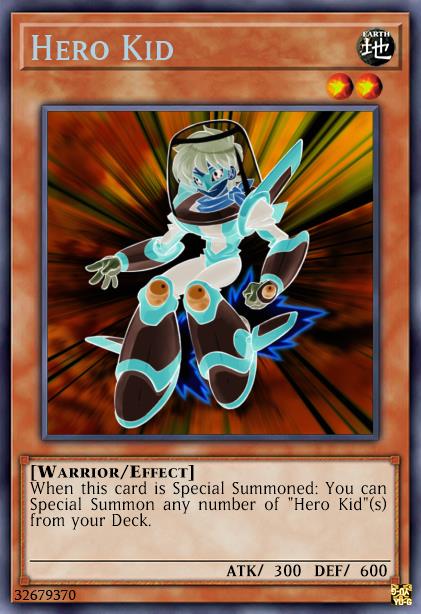 Hero Kid
EARTH
地
[Warrior/Effect]
When this card is Special Summoned: You can
Special Summon any number of "Hero Kid"(s)
from your Deck.
ATK/ 300 DEF/ 600
32679370